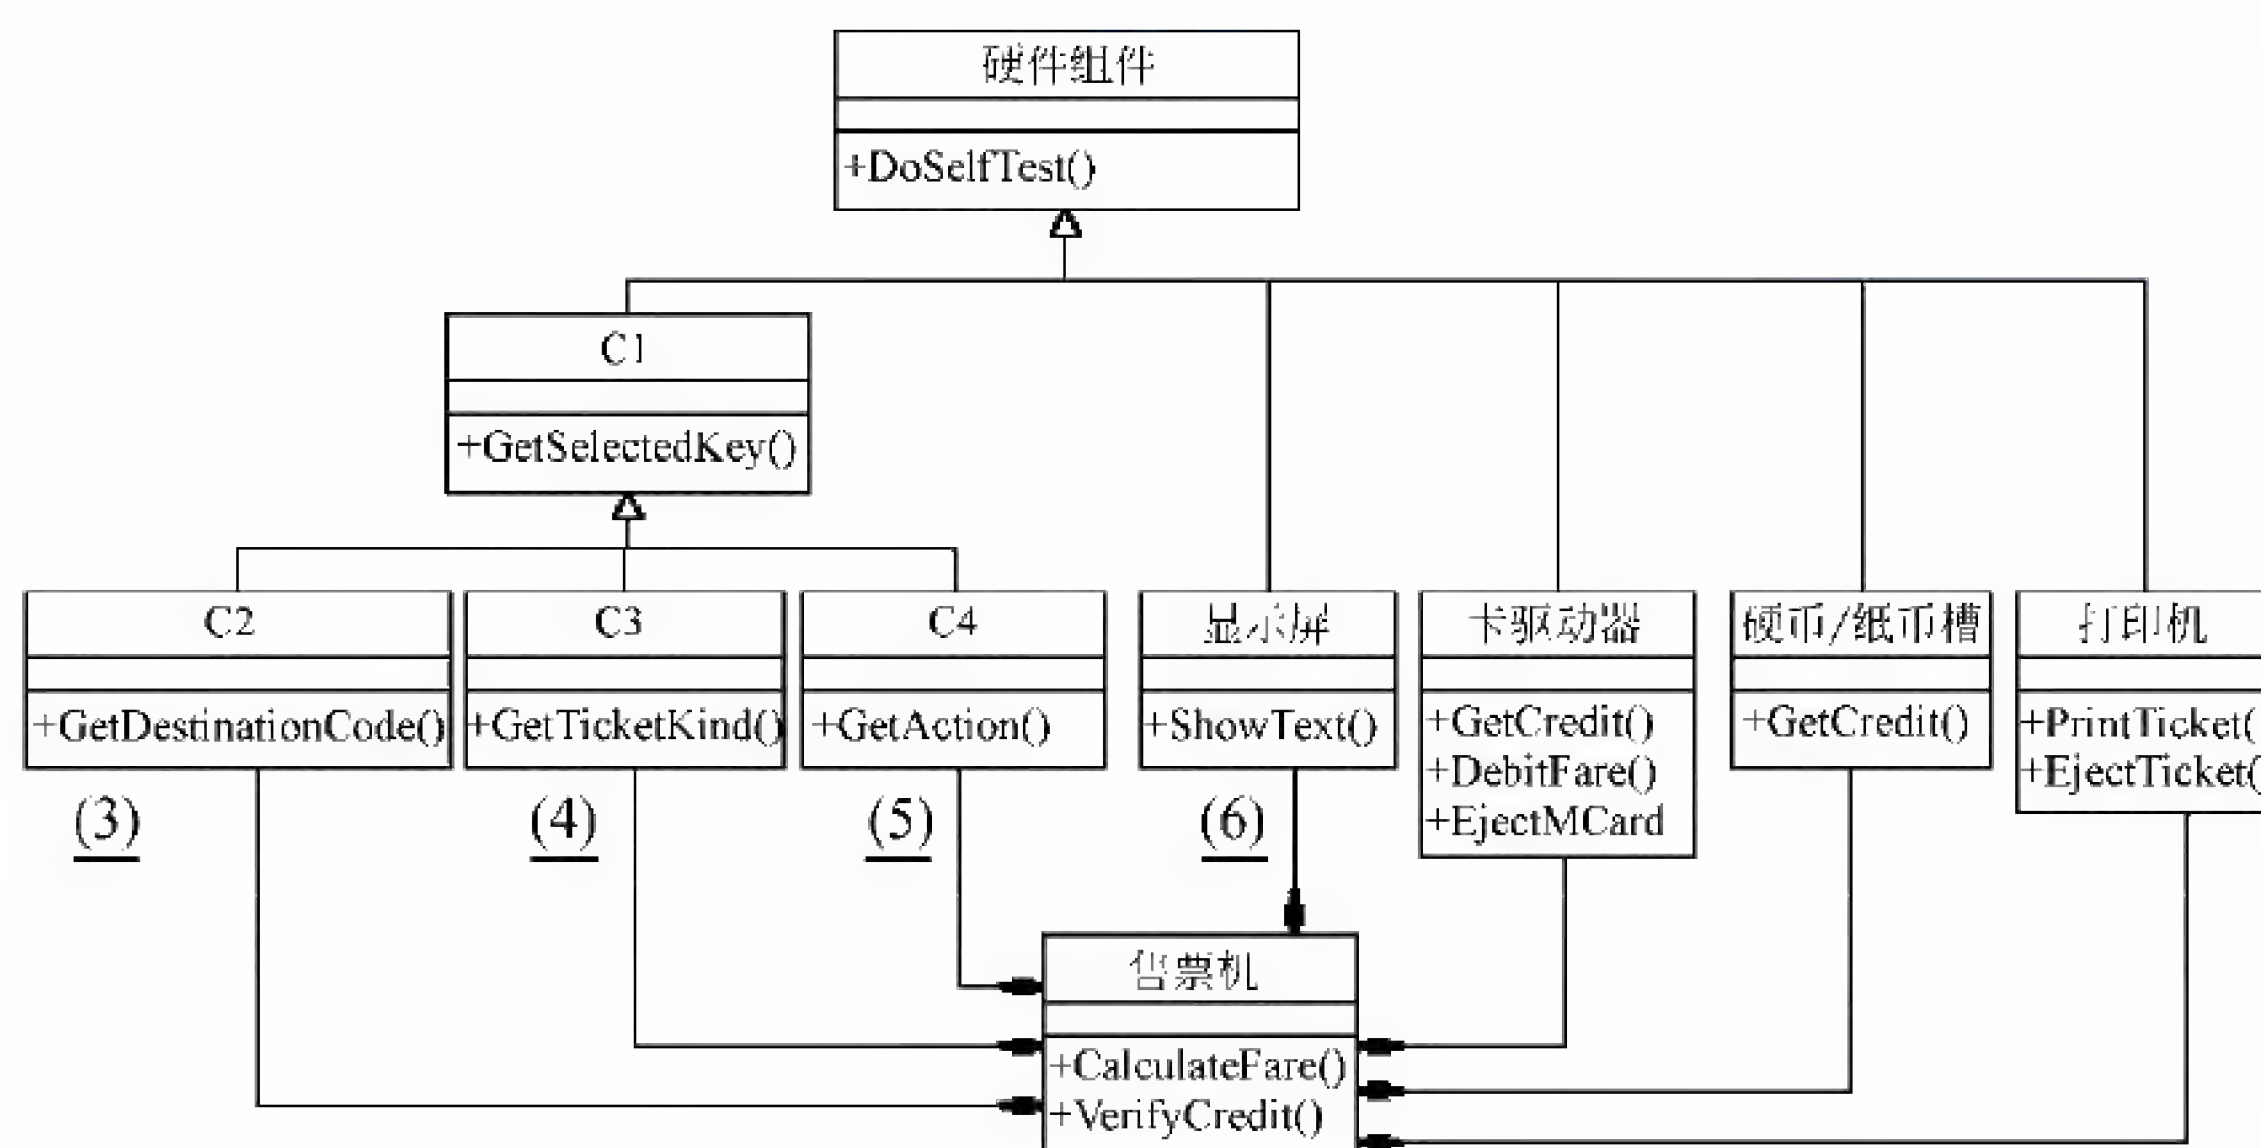 硬件组件
+DoSelfTest()
C1
+GetSelectedKey()
C2
+GetDestinationCode()
C3
+GetTicketKind()
C4
+GetAction()
显示屏
+ShowText()
卡驱动器
+GetCredit()
+DebitFare()
+EjectMCard
硬币/纸币槽
+GetCredit()
打印机
+PrintTicket(
+EjectTicket(
(3)
(4)
(5)
(6)
售票机
+CalculateFare()
+VerifyCredit()